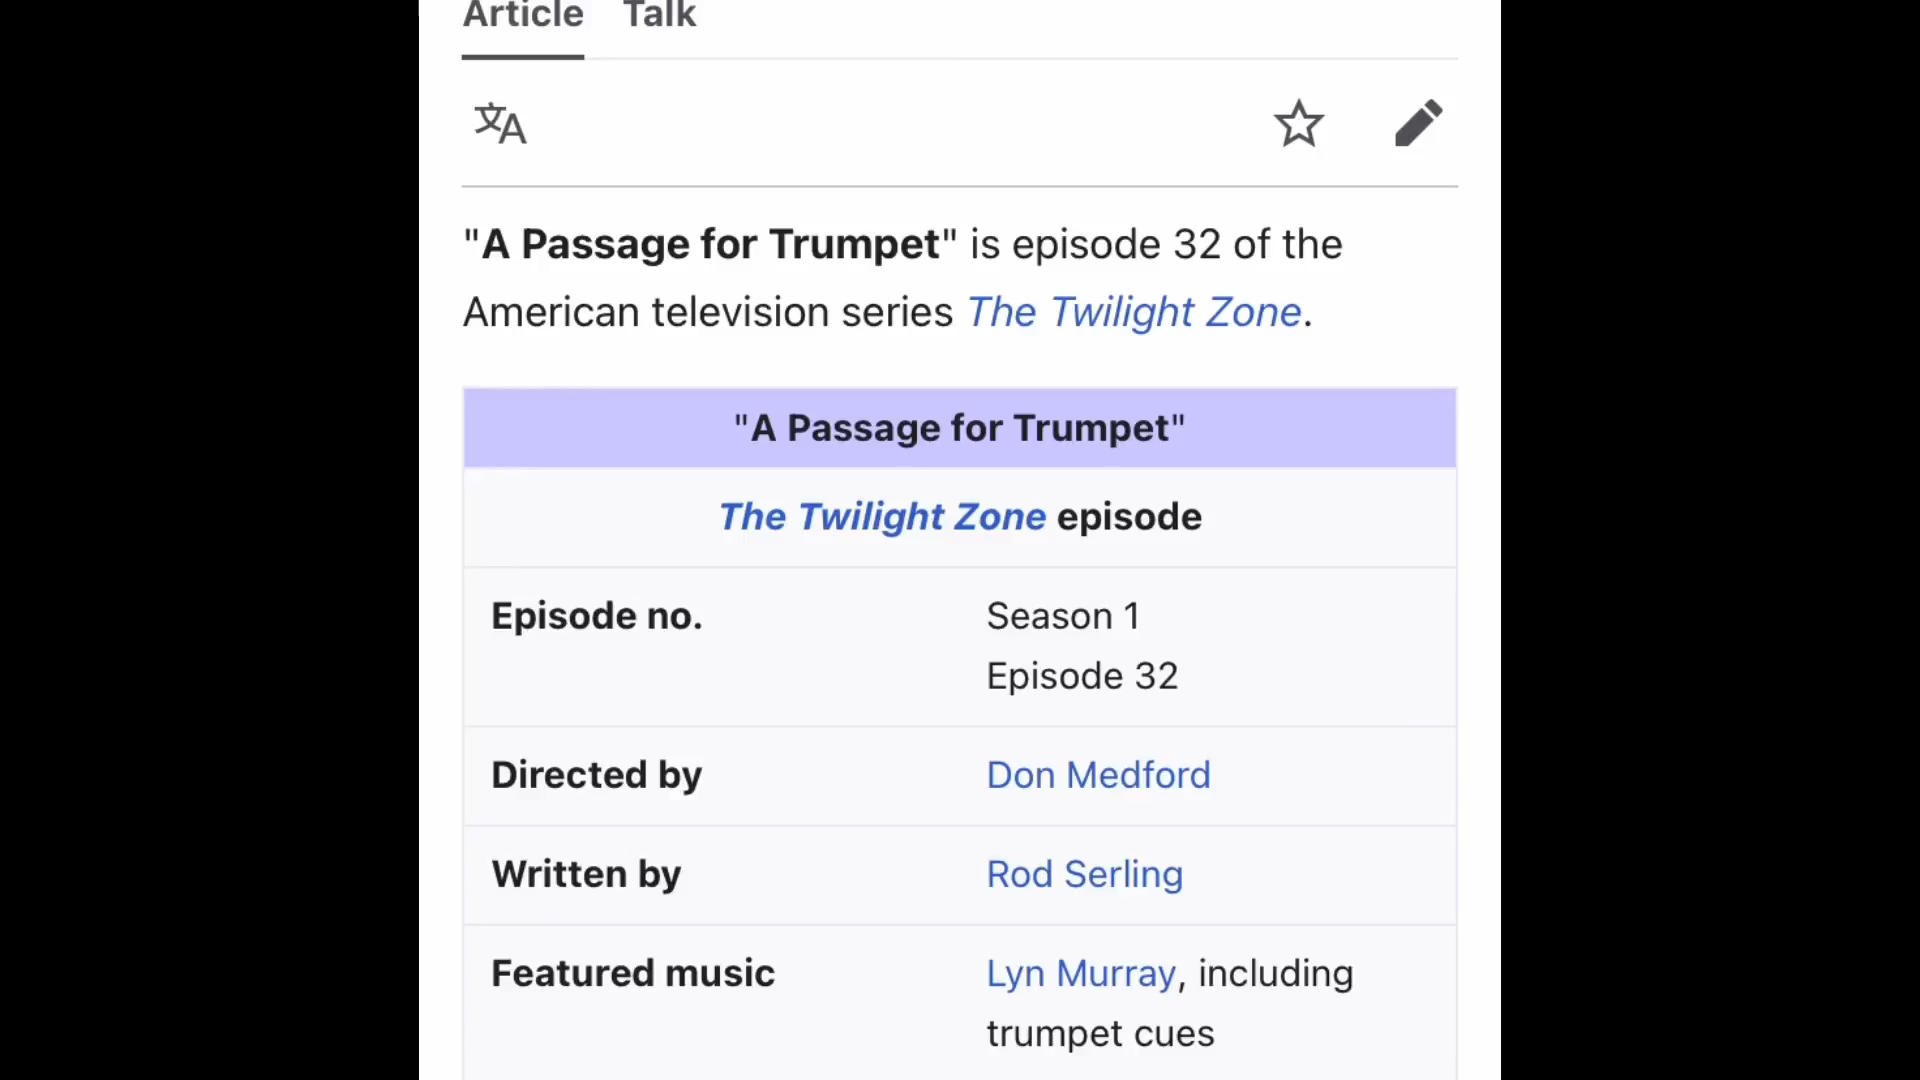 Article Talk
"A Passage for Trumpet" is episode 32 of the
American television series The Twilight Zone.
"A Passage for Trumpet"
The Twilight Zone episode
Episode no. Season 1
Episode 32
Directed by Don Medford
Written by Rod Serling
Featured music Lyn Murray, including
trumpet cues